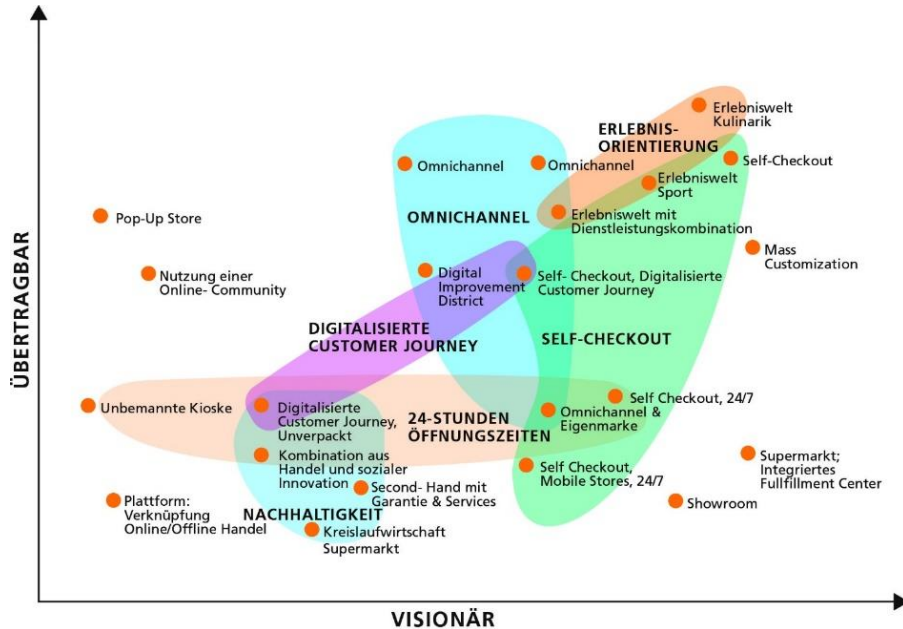 Erlebniswelt
Kulinarik
ERLEBNIS-
ORIENTIERUNG
Omnichannel
Omnichannel
Self-Checkout
Erlebniswelt
Sport
Pop-Up Store
OMNICHANNEL
Erlebniswelt mit
Dienstleistungskombination
Mass
Customization
Nutzung einer
Online- Community
Digital
Improvement
District
Self- Checkout, Digitalisierte
Customer Journey
DIGITALISIERTE
CUSTOMER JOURNEY
SELF-CHECKOUT
ÜBERTRAGBAR
Unbemannte Kioske
Digitalisierte
Customer Journey,
Unverpackt
24-STUNDEN
ÖFFNUNGSZEITEN
Self Checkout, 24/7
Omnichannel &
Eigenmarke
Kombination aus
Handel und sozialer
Innovation
Self Checkout,
Mobile Stores, 24/7
Supermarkt;
Integriertes
Fullfillment Center
Second- Hand mit
Garantie & Services
Plattform:
Verknüpfung
Online/Offline Handel
NACHHALTIGKEIT
Showroom
Kreislaufwirtschaft
Supermarkt
VISIONÄR